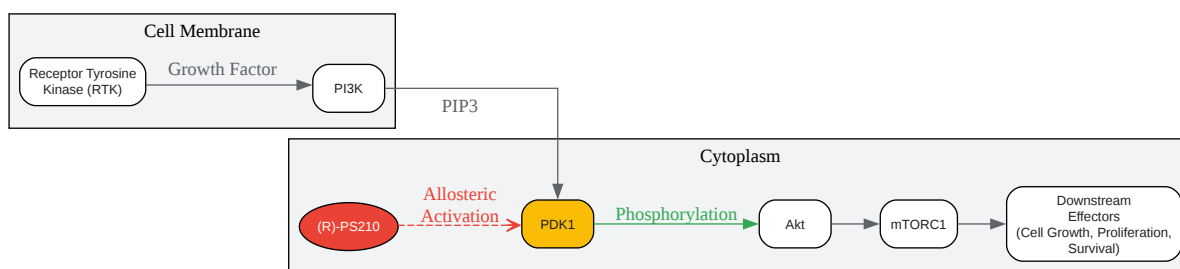 Cell Membrane
Receptor Tyrosine
Kinase (RTK)
Growth Factor
PI3K
PIP3
Cytoplasm
(R)-PS210
Allosteric
Activation
PDK1
Phosphorylation
Akt
mTORC1
Downstream
Effectors
(Cell Growth, Proliferation,
Survival)